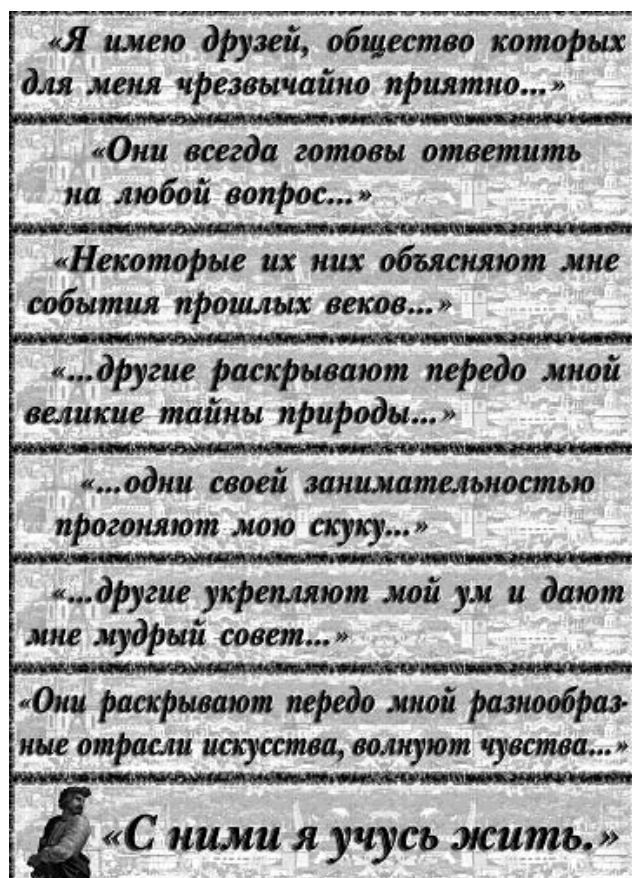 «Я имею друзей, общество которых
для меня чрезвычайно приятно...»
«Они всегда готовы ответить
на любой вопрос...»
«Некоторые их них объясняют мне
события прошлых веков...»
«...другие раскрывают передо мной
великие тайны природы...»
«...одни своей занимательностью
прогоняют мою скуку...»
«...другие укрепляют мой ум и дают
мне мудрый совет...»
«Они раскрывают передо мной разнообраз-
ные отрасли искусства, волнуют чувства...»
«С ними я учусь жить.»